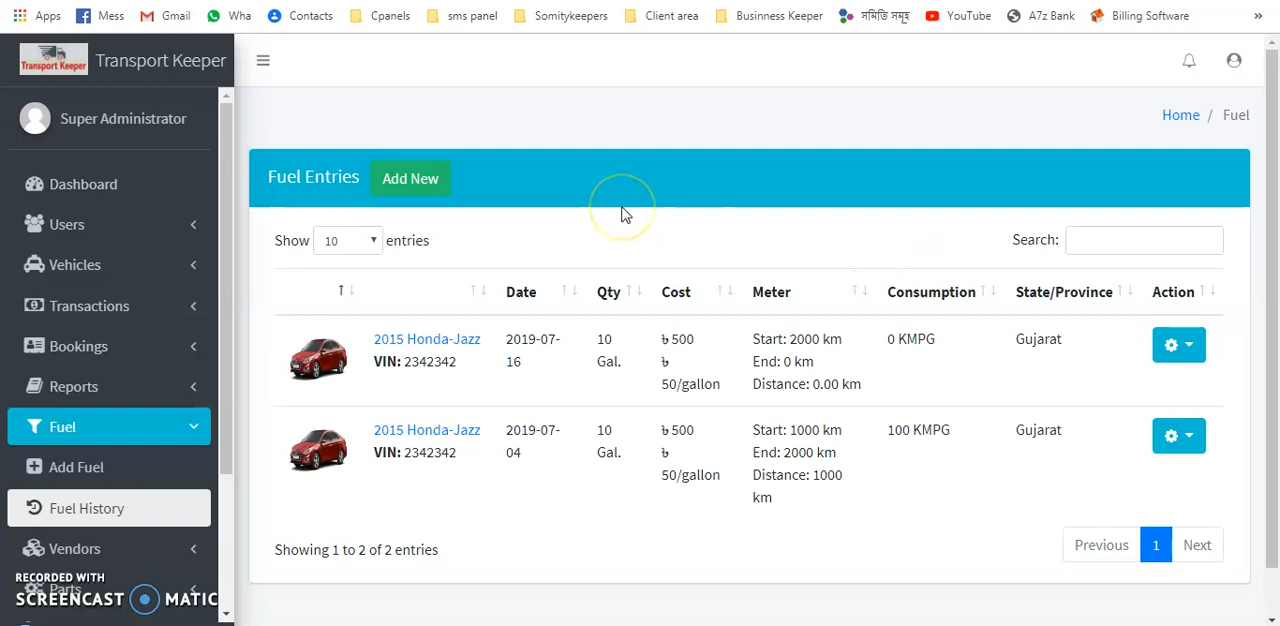 Apps Mess Gmail Wha Contacts Cpanels sns panel Somitykeepers Client area Businness Keeper সমিতি সমূহ YouTube A7z Bank Billing Software »
Transport Keeper Transport Keeper
Super Administrator
Home / Fuel
Dashboard
Users
Vehicles
Transactions
Bookings
Reports
Fuel
Add Fuel
Fuel History
Vendors
Parts
RECORDED WITH
SCREENCAST MATIC
Fuel Entries Add New
Show 10 entries Search:
Date Qty Cost Meter Consumption State/Province Action
2015 Honda-Jazz 2019-07- 10 ৳ 500 Start: 2000 km 0 KMPG Gujarat
VIN: 2342342 16 Gal. ৳ End: 0 km
50/gallon Distance: 0.00 km
2015 Honda-Jazz 2019-07- 10 ৳ 500 Start: 1000 km 100 KMPG Gujarat
VIN: 2342342 04 Gal. ৳ End: 2000 km
50/gallon Distance: 1000
km
Showing 1 to 2 of 2 entries Previous 1 Next